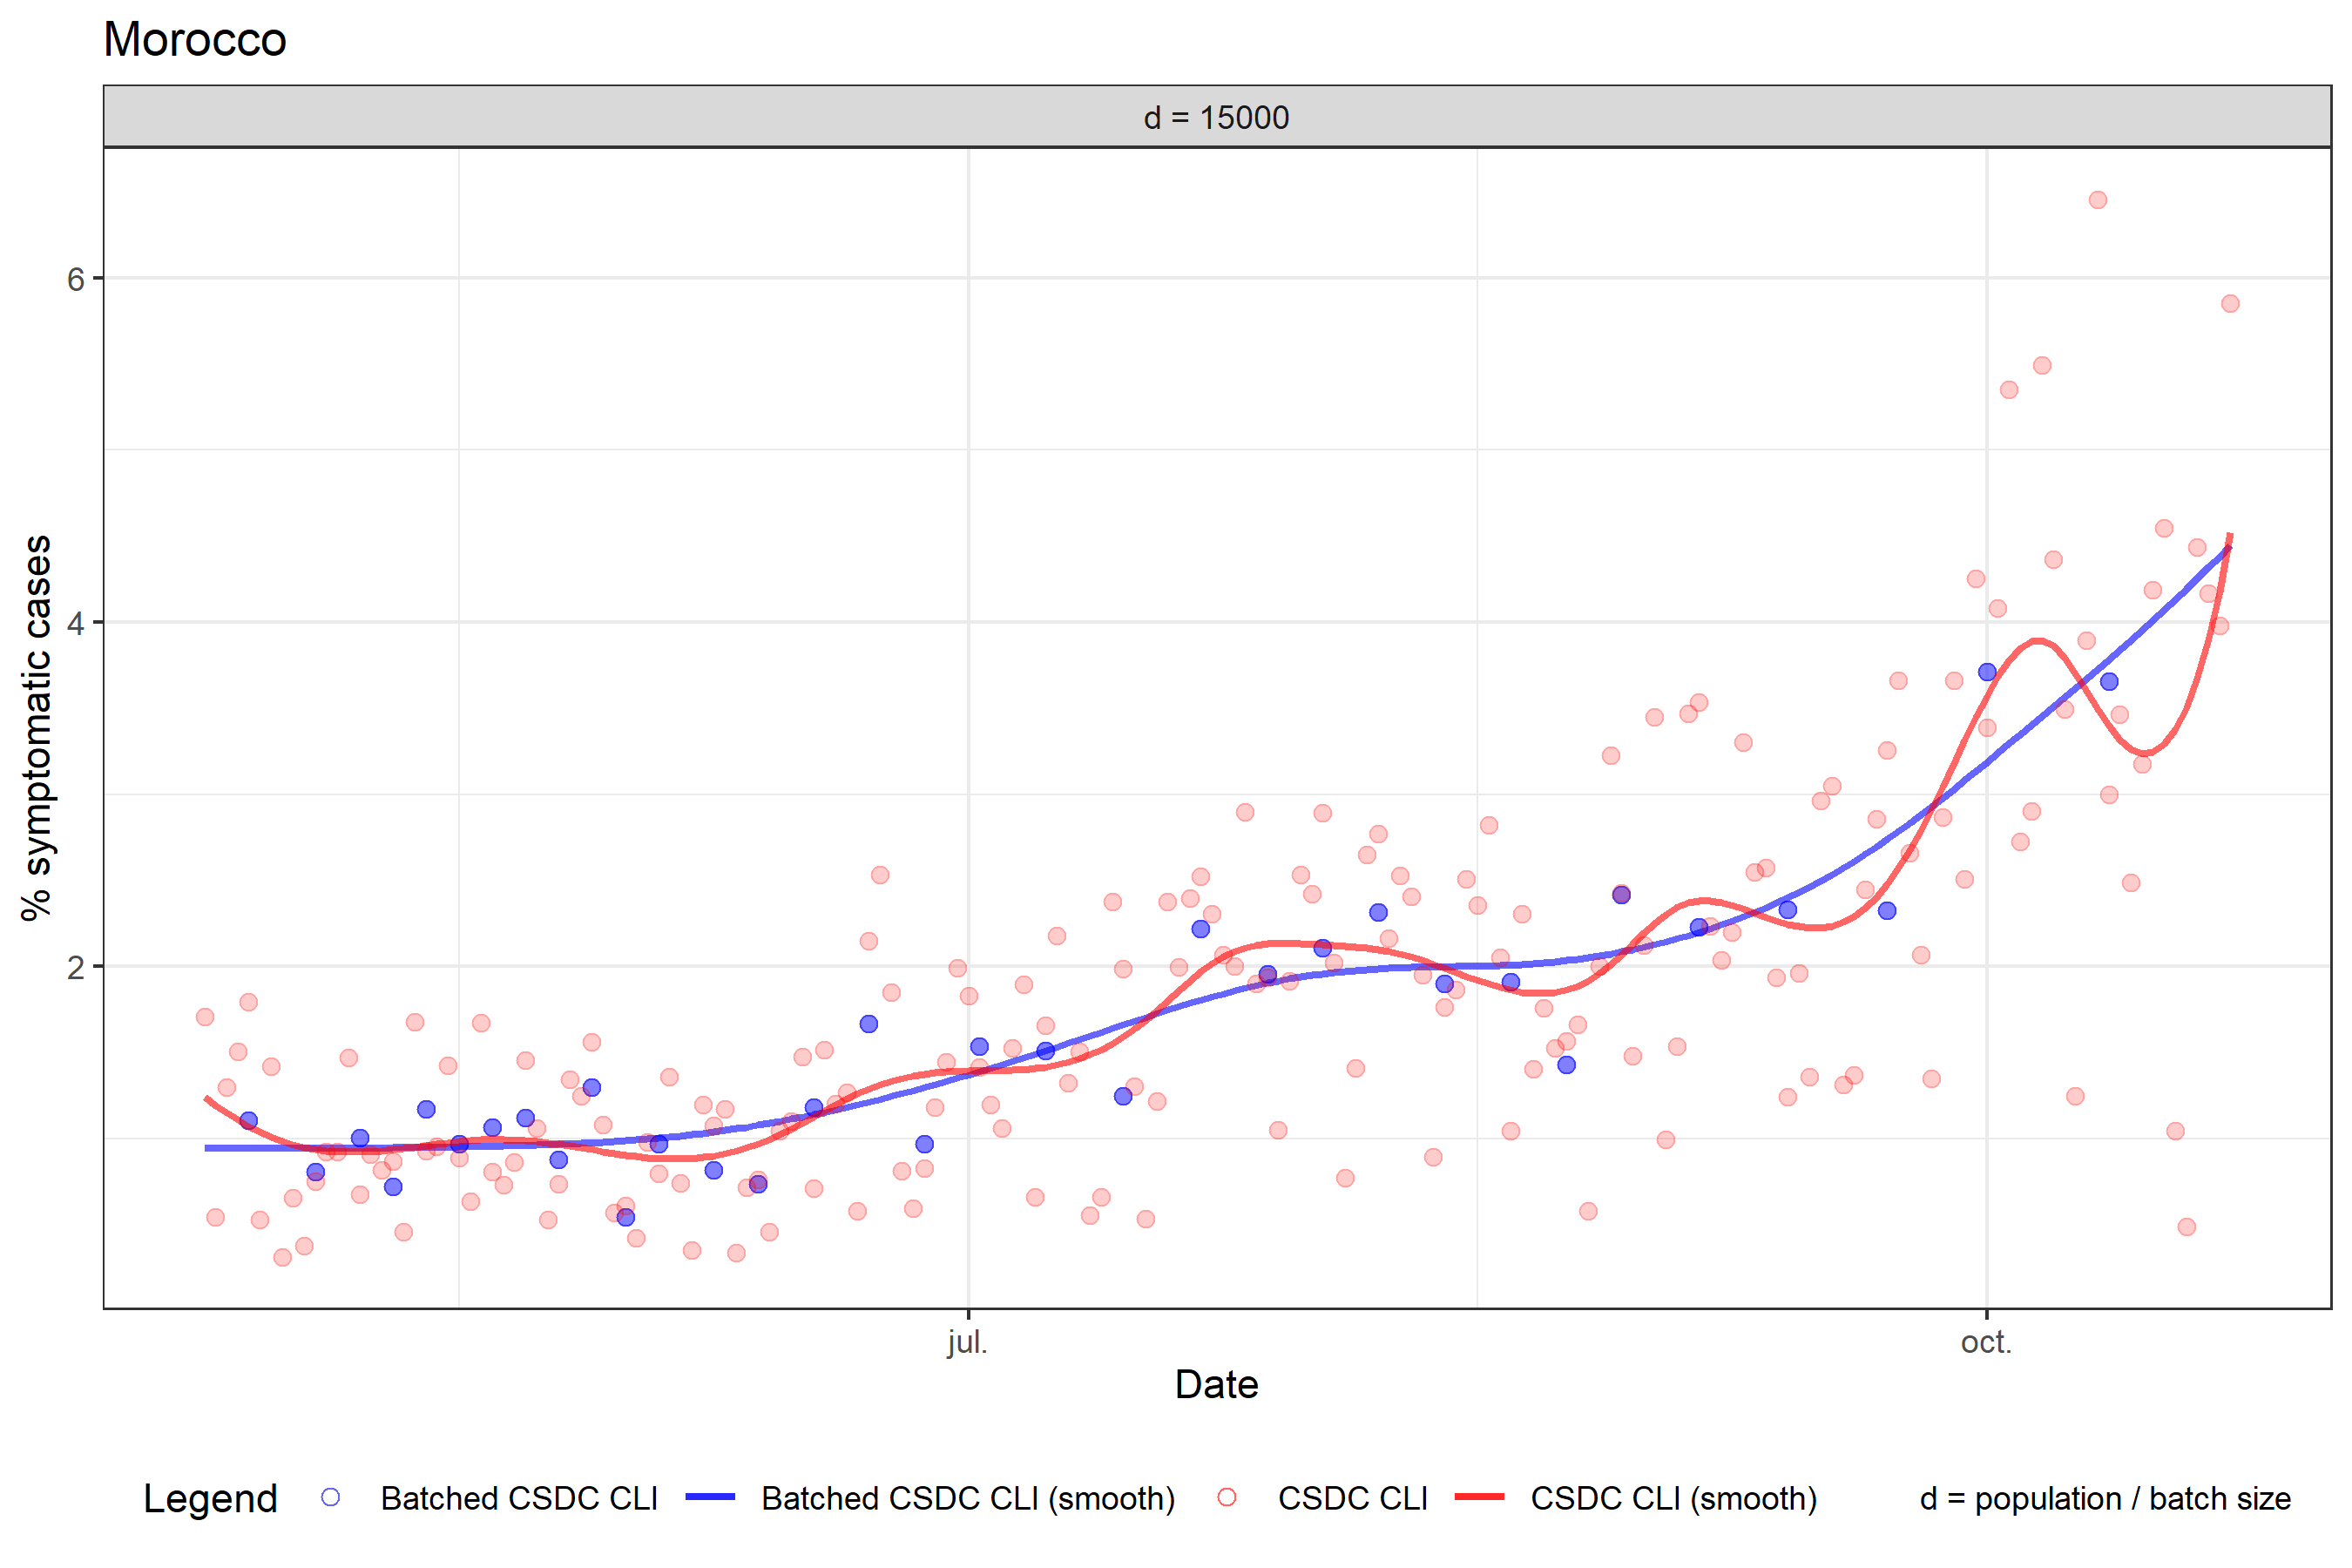 Morocco
d = 15000
% symptomatic cases
6
4
2
jul.
oct.
Date
Legend
Batched CSDC CLI
Batched CSDC CLI (smooth)
CSDC CLI
CSDC CLI (smooth)
d = population / batch size